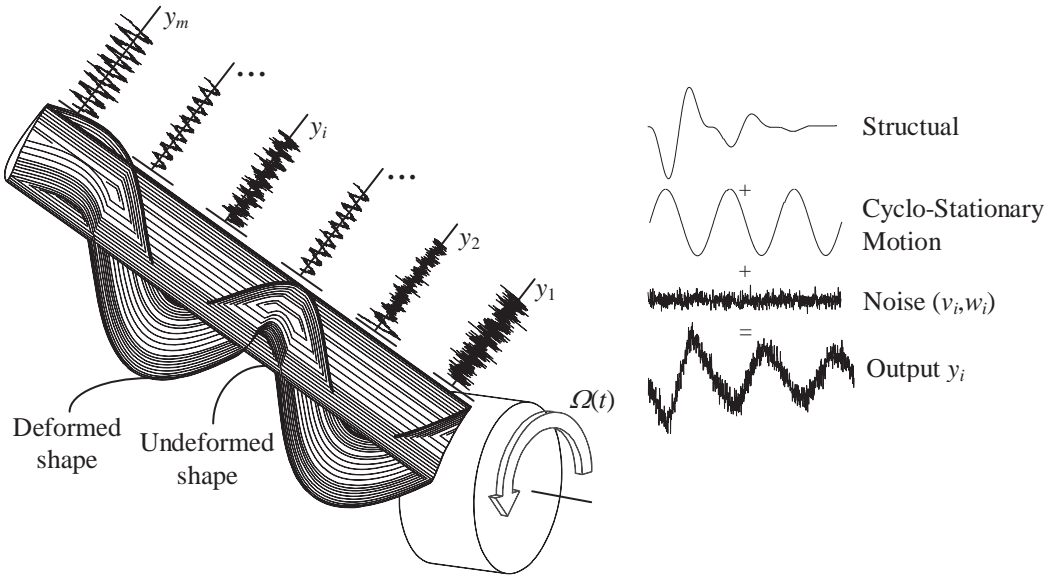 y_m
...
y_i
...
y_2
y_1
Ω(t)
Deformed
shape
Undeformed
shape
Structual
+
Cyclo-Stationary
Motion
+
Noise (v_i,w_i)
=
Output y_i